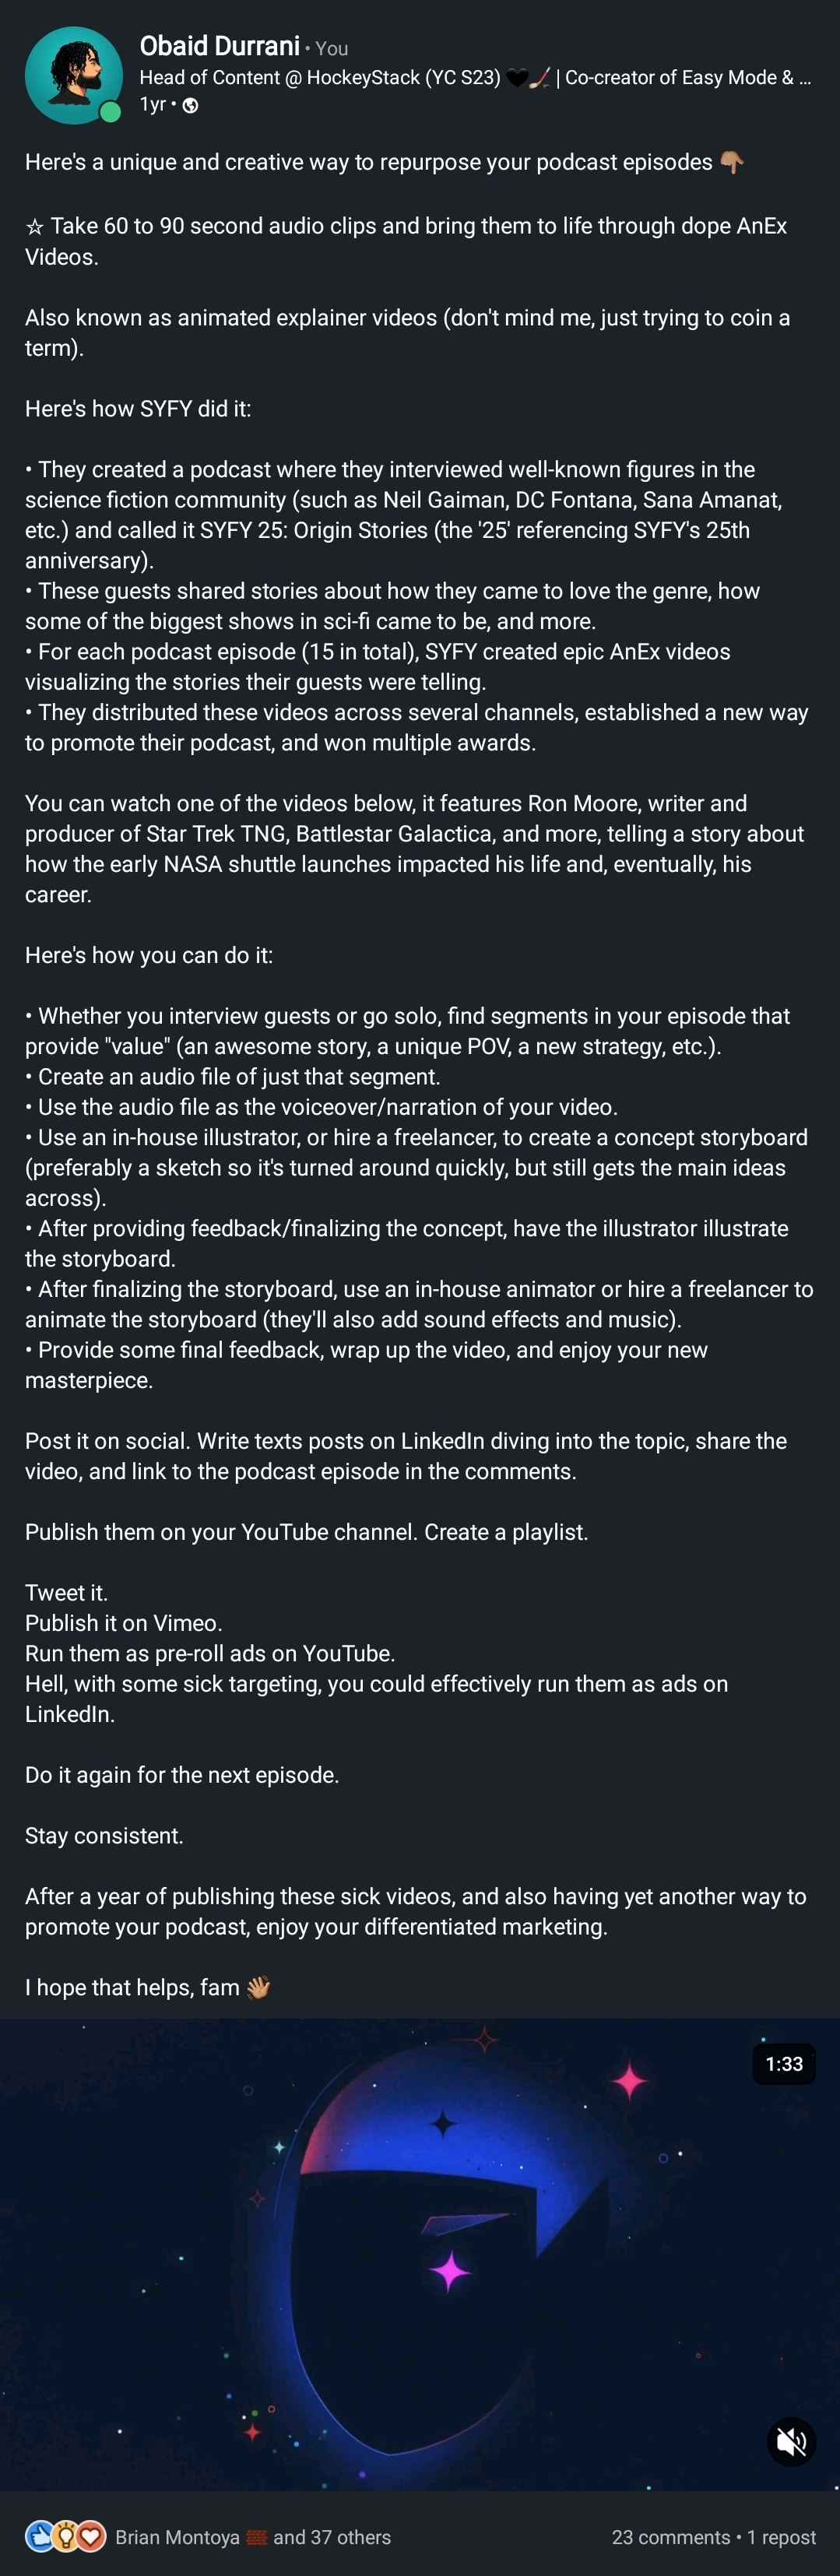 Obaid Durrani • You
Head of Content @ HockeyStack (YC S23) 🖤🏒 | Co-creator of Easy Mode & ...
1yr •
Here's a unique and creative way to repurpose your podcast episodes 👇🏽
☆ Take 60 to 90 second audio clips and bring them to life through dope AnEx
Videos.
Also known as animated explainer videos (don't mind me, just trying to coin a
term).
Here's how SYFY did it:
• They created a podcast where they interviewed well-known figures in the
science fiction community (such as Neil Gaiman, DC Fontana, Sana Amanat,
etc.) and called it SYFY 25: Origin Stories (the '25' referencing SYFY's 25th
anniversary).
• These guests shared stories about how they came to love the genre, how
some of the biggest shows in sci-fi came to be, and more.
• For each podcast episode (15 in total), SYFY created epic AnEx videos
visualizing the stories their guests were telling.
• They distributed these videos across several channels, established a new way
to promote their podcast, and won multiple awards.
You can watch one of the videos below, it features Ron Moore, writer and
producer of Star Trek TNG, Battlestar Galactica, and more, telling a story about
how the early NASA shuttle launches impacted his life and, eventually, his
career.
Here's how you can do it:
• Whether you interview guests or go solo, find segments in your episode that
provide "value" (an awesome story, a unique POV, a new strategy, etc.).
• Create an audio file of just that segment.
• Use the audio file as the voiceover/narration of your video.
• Use an in-house illustrator, or hire a freelancer, to create a concept storyboard
(preferably a sketch so it's turned around quickly, but still gets the main ideas
across).
• After providing feedback/finalizing the concept, have the illustrator illustrate
the storyboard.
• After finalizing the storyboard, use an in-house animator or hire a freelancer to
animate the storyboard (they'll also add sound effects and music).
• Provide some final feedback, wrap up the video, and enjoy your new
masterpiece.
Post it on social. Write texts posts on LinkedIn diving into the topic, share the
video, and link to the podcast episode in the comments.
Publish them on your YouTube channel. Create a playlist.
Tweet it.
Publish it on Vimeo.
Run them as pre-roll ads on YouTube.
Hell, with some sick targeting, you could effectively run them as ads on
LinkedIn.
Do it again for the next episode.
Stay consistent.
After a year of publishing these sick videos, and also having yet another way to
promote your podcast, enjoy your differentiated marketing.
I hope that helps, fam 👋🏽
1:33
Brian Montoya 🧱 and 37 others
23 comments • 1 repost